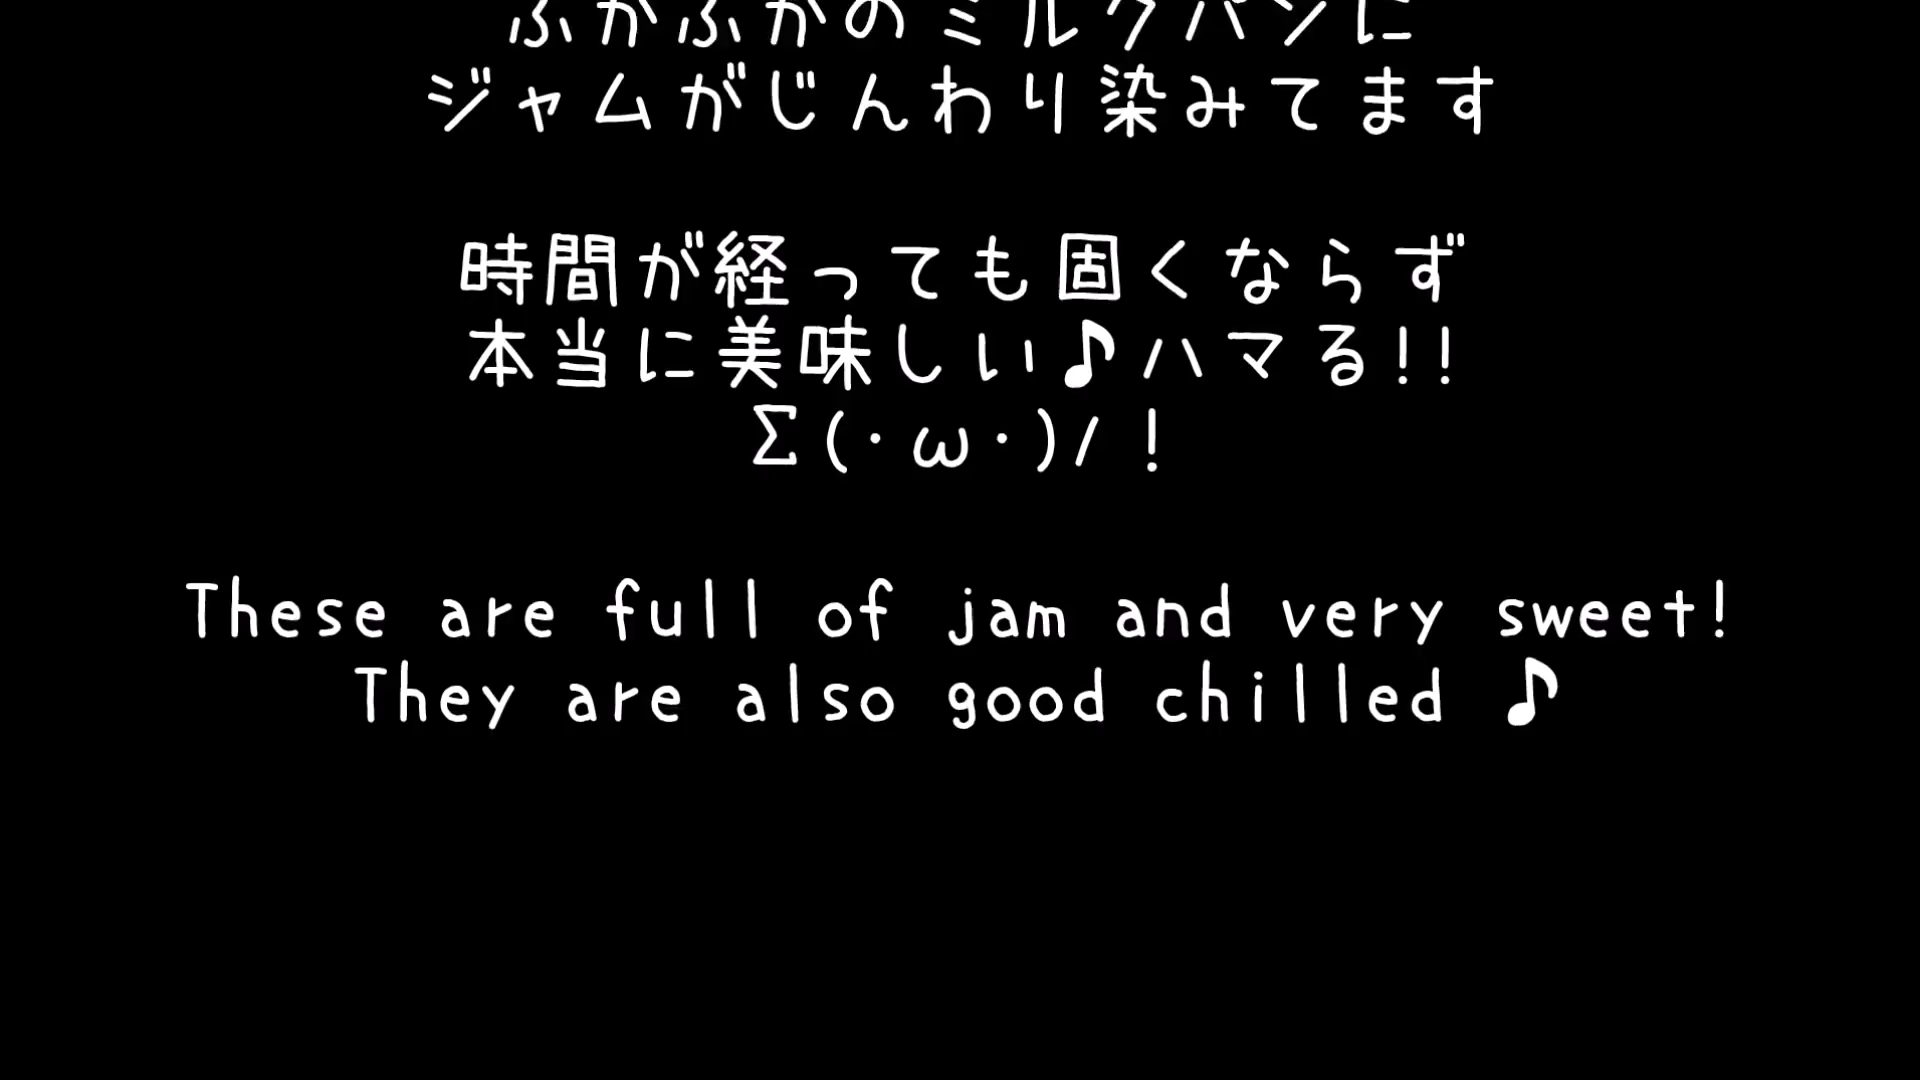 ふかふかのミルクパンに
ジャムがじんわり染みてます
時間が経っても固くならず
本当に美味しい♪ハマる!!
Σ(・ω・)/ !
These are full of jam and very sweet!
They are also good chilled ♪